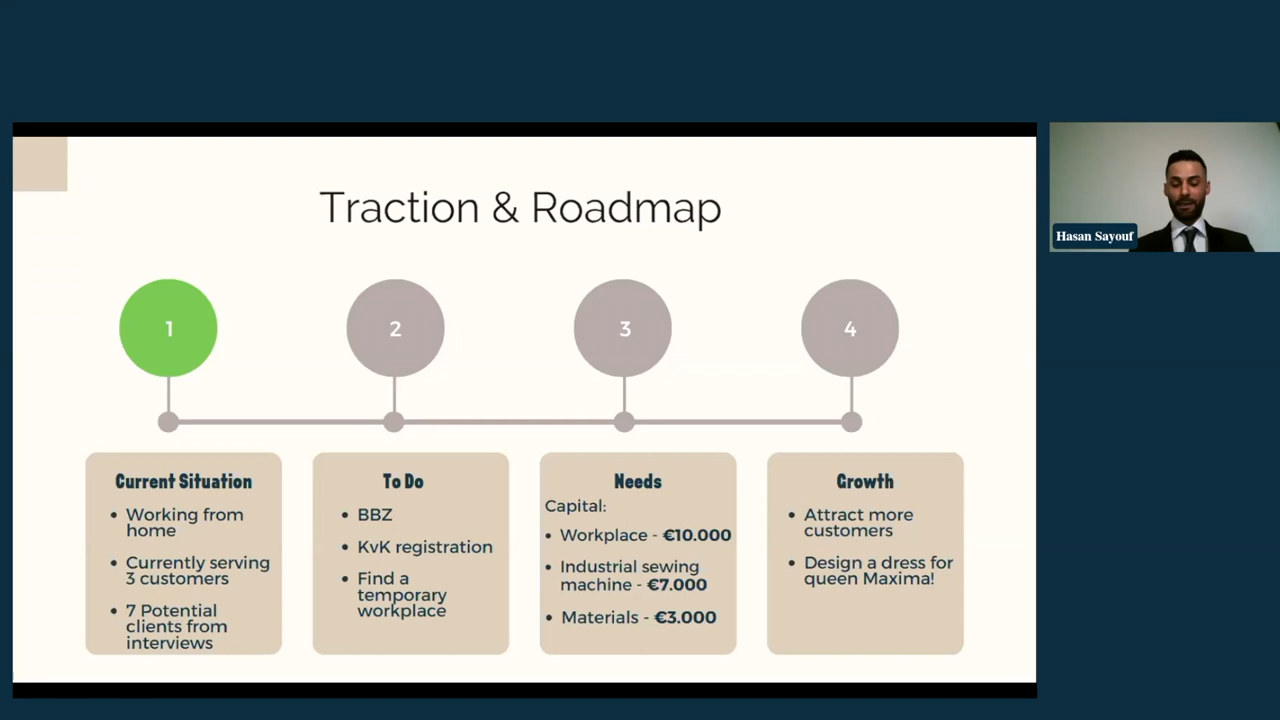 Traction & Roadmap
1
2
3
4
Current Situation
• Working from
home
• Currently serving
3 customers
• 7 Potential
clients from
interviews
To Do
• BBZ
• KvK registration
• Find a
temporary
workplace
Needs
Capital:
• Workplace - €10.000
• Industrial sewing
machine - €7.000
• Materials - €3.000
Growth
• Attract more
customers
• Design a dress for
queen Maxima!
Hasan Sayouf